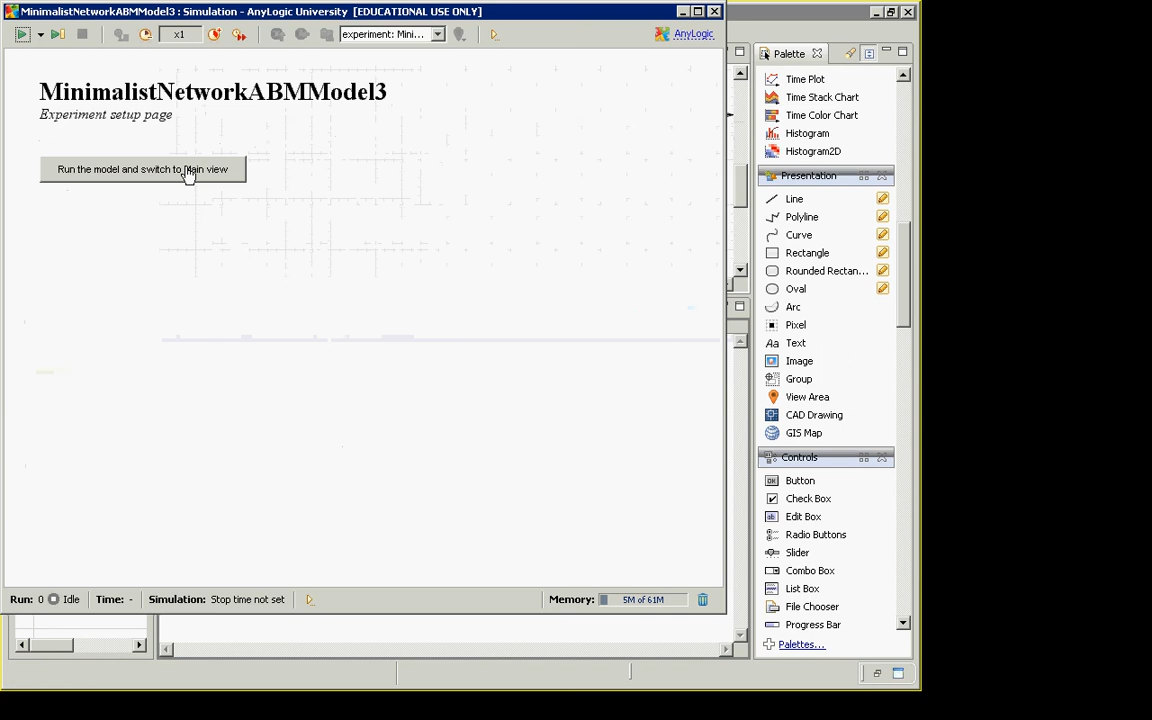 MinimalistNetworkABMModel3 : Simulation - AnyLogic University [EDUCATIONAL USE ONLY]
x1
experiment: Mini...
AnyLogic
MinimalistNetworkABMModel3
Experiment setup page
Run the model and switch to Main view
Run: 0
Idle
Time: -
Simulation: Stop time not set
Memory:
5M of 61M
Palette
Time Plot
Time Stack Chart
Time Color Chart
Histogram
Histogram2D
Presentation
Line
Polyline
Curve
Rectangle
Rounded Rectan...
Oval
Arc
Pixel
Aa Text
Image
Group
View Area
CAD Drawing
GIS Map
Controls
OK Button
Check Box
ab Edit Box
Radio Buttons
Slider
Combo Box
List Box
File Chooser
Progress Bar
Palettes...